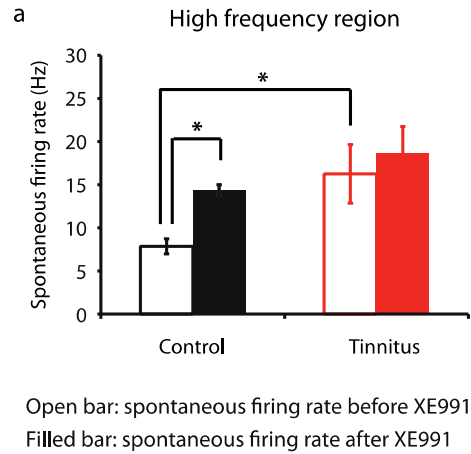 a
High frequency region
Spontaneous firing rate (Hz)
30
25
20
15
10
5
0
*
*
Control
Tinnitus
Open bar: spontaneous firing rate before XE991
Filled bar: spontaneous firing rate after XE991